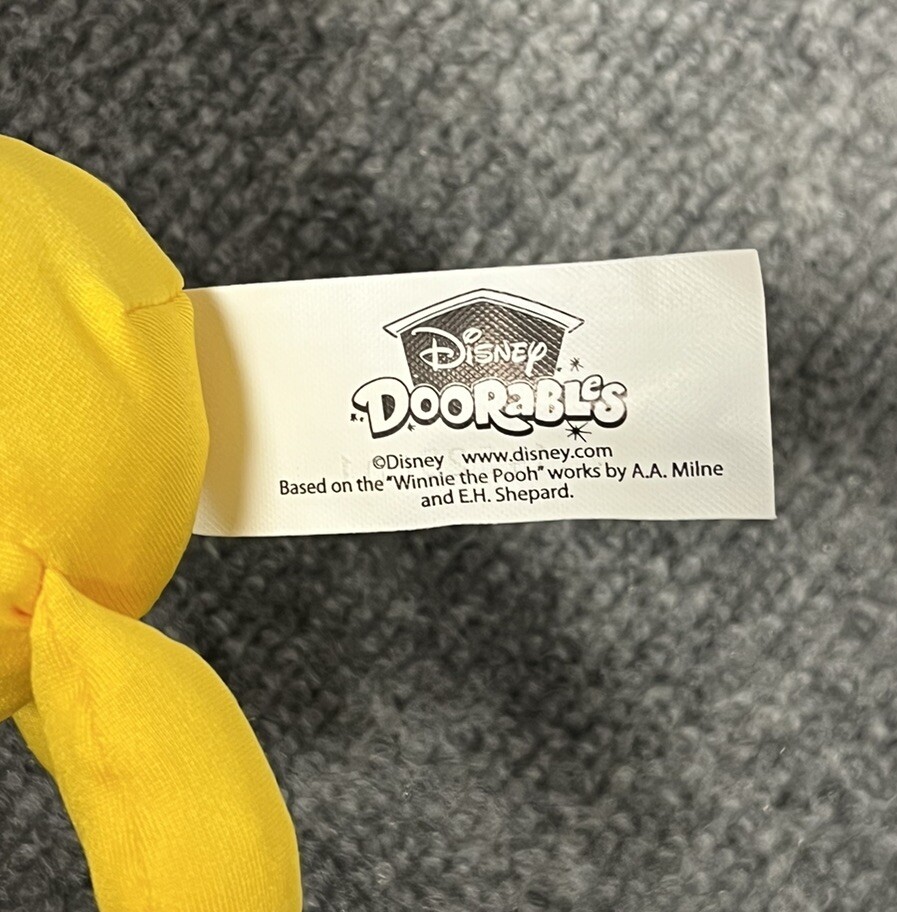 Disney
DOORaBLeS
©Disney www.disney.com
Based on the "Winnie the Pooh" works by A.A. Milne
and E.H. Shepard.